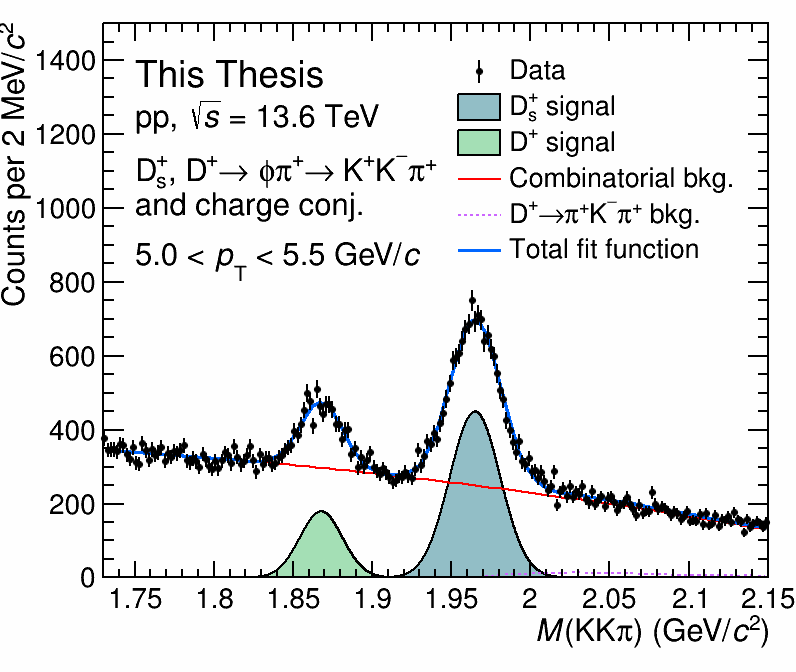 This Thesis
pp, √s = 13.6 TeV
D⁺ₛ, D⁺→ ϕπ⁺→ K⁺K⁻π⁺
and charge conj.
5.0 < p_T < 5.5 GeV/c
Data
D⁺ₛ signal
D⁺ signal
Combinatorial bkg.
D⁺→π⁺K⁻π⁺ bkg.
Total fit function
Counts per 2 MeV/c²
1400
1200
1000
800
600
400
200
0
1.75 1.8 1.85 1.9 1.95 2 2.05 2.1 2.15
M(KKπ) (GeV/c²)